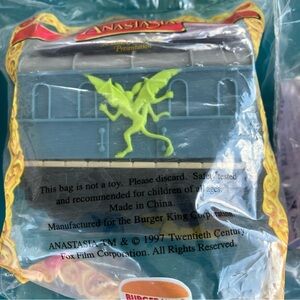 ANASTASIA
This bag is not a toy. Please discard. Safety tested
and recommended for children of all ages.
Made in China.
Manufactured for the Burger King Corporation
ANASTASIA TM & © 1997 Twentieth Century
Fox Film Corporation. All Rights Reserved.
BURGER